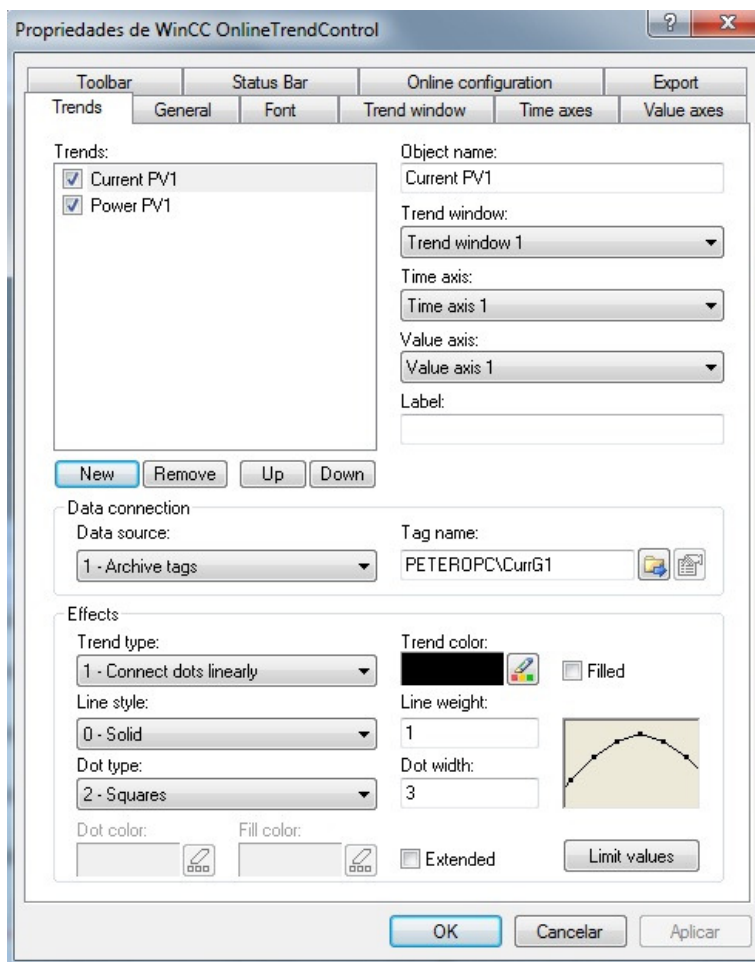 Propriedades de WinCC OnlineTrendControl
Toolbar Status Bar Online configuration Export
Trends General Font Trend window Time axes Value axes
Trends:
Current PV1
Power PV1
Object name:
Current PV1
Trend window:
Trend window 1
Time axis:
Time axis 1
Value axis:
Value axis 1
Label:
New Remove Up Down
Data connection
Data source:
1 - Archive tags
Tag name:
PETEROPC\CurrG1
Effects
Trend type:
1 - Connect dots linearly
Trend color:
Filled
Line style:
0 - Solid
Line weight:
1
Dot type:
2 - Squares
Dot width:
3
Dot color:
Fill color:
Extended
Limit values
OK Cancelar Aplicar